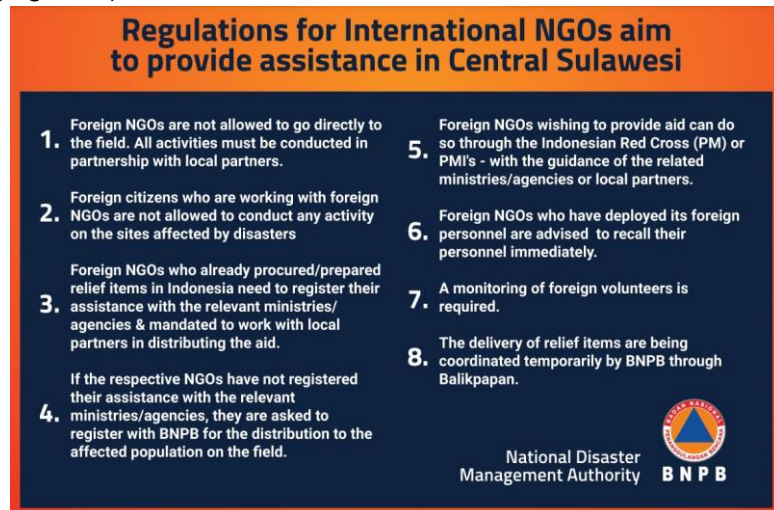 Regulations for International NGOs aim
to provide assistance in Central Sulawesi
1. Foreign NGOs are not allowed to go directly to
the field. All activities must be conducted in
partnership with local partners.
2. Foreign citizens who are working with foreign
NGOs are not allowed to conduct any activity
on the sites affected by disasters
3. Foreign NGOs who already procured/prepared
relief items in Indonesia need to register their
assistance with the relevant ministries/
agencies & mandated to work with local
partners in distributing the aid.
4. If the respective NGOs have not registered
their assistance with the relevant
ministries/agencies, they are asked to
register with BNPB for the distribution to the
affected population on the field.
5. Foreign NGOs wishing to provide aid can do
so through the Indonesian Red Cross (PM) or
PMI's - with the guidance of the related
ministries/agencies or local partners.
6. Foreign NGOs who have deployed its foreign
personnel are advised to recall their
personnel immediately.
7. A monitoring of foreign volunteers is
required.
8. The delivery of relief items are being
coordinated temporarily by BNPB through
Balikpapan.
National Disaster
Management Authority
BADAN NASIONAL
PENANGGULANGAN BENCANA
BNPB